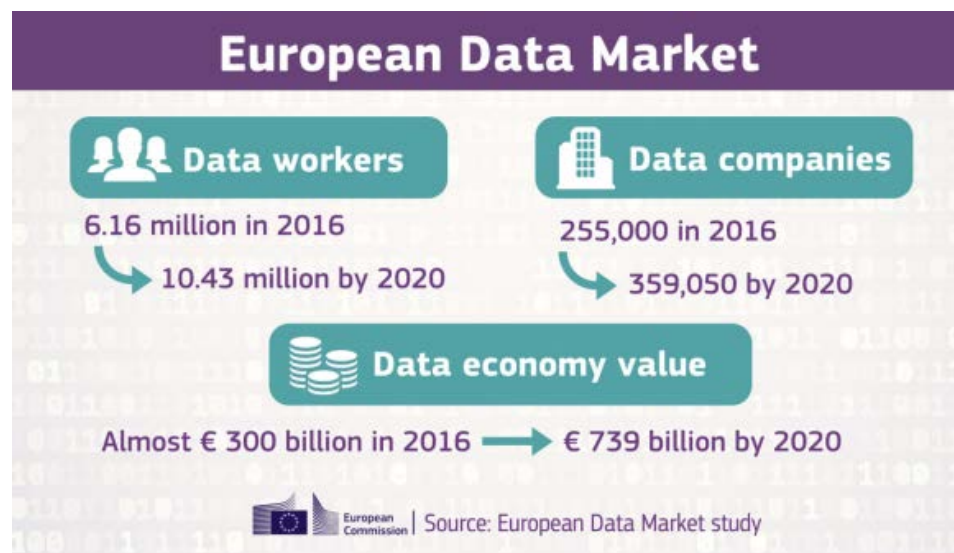 European Data Market
Data workers
6.16 million in 2016
10.43 million by 2020
Data companies
255,000 in 2016
359,050 by 2020
Data economy value
Almost € 300 billion in 2016
€ 739 billion by 2020
European
Commission
Source: European Data Market study